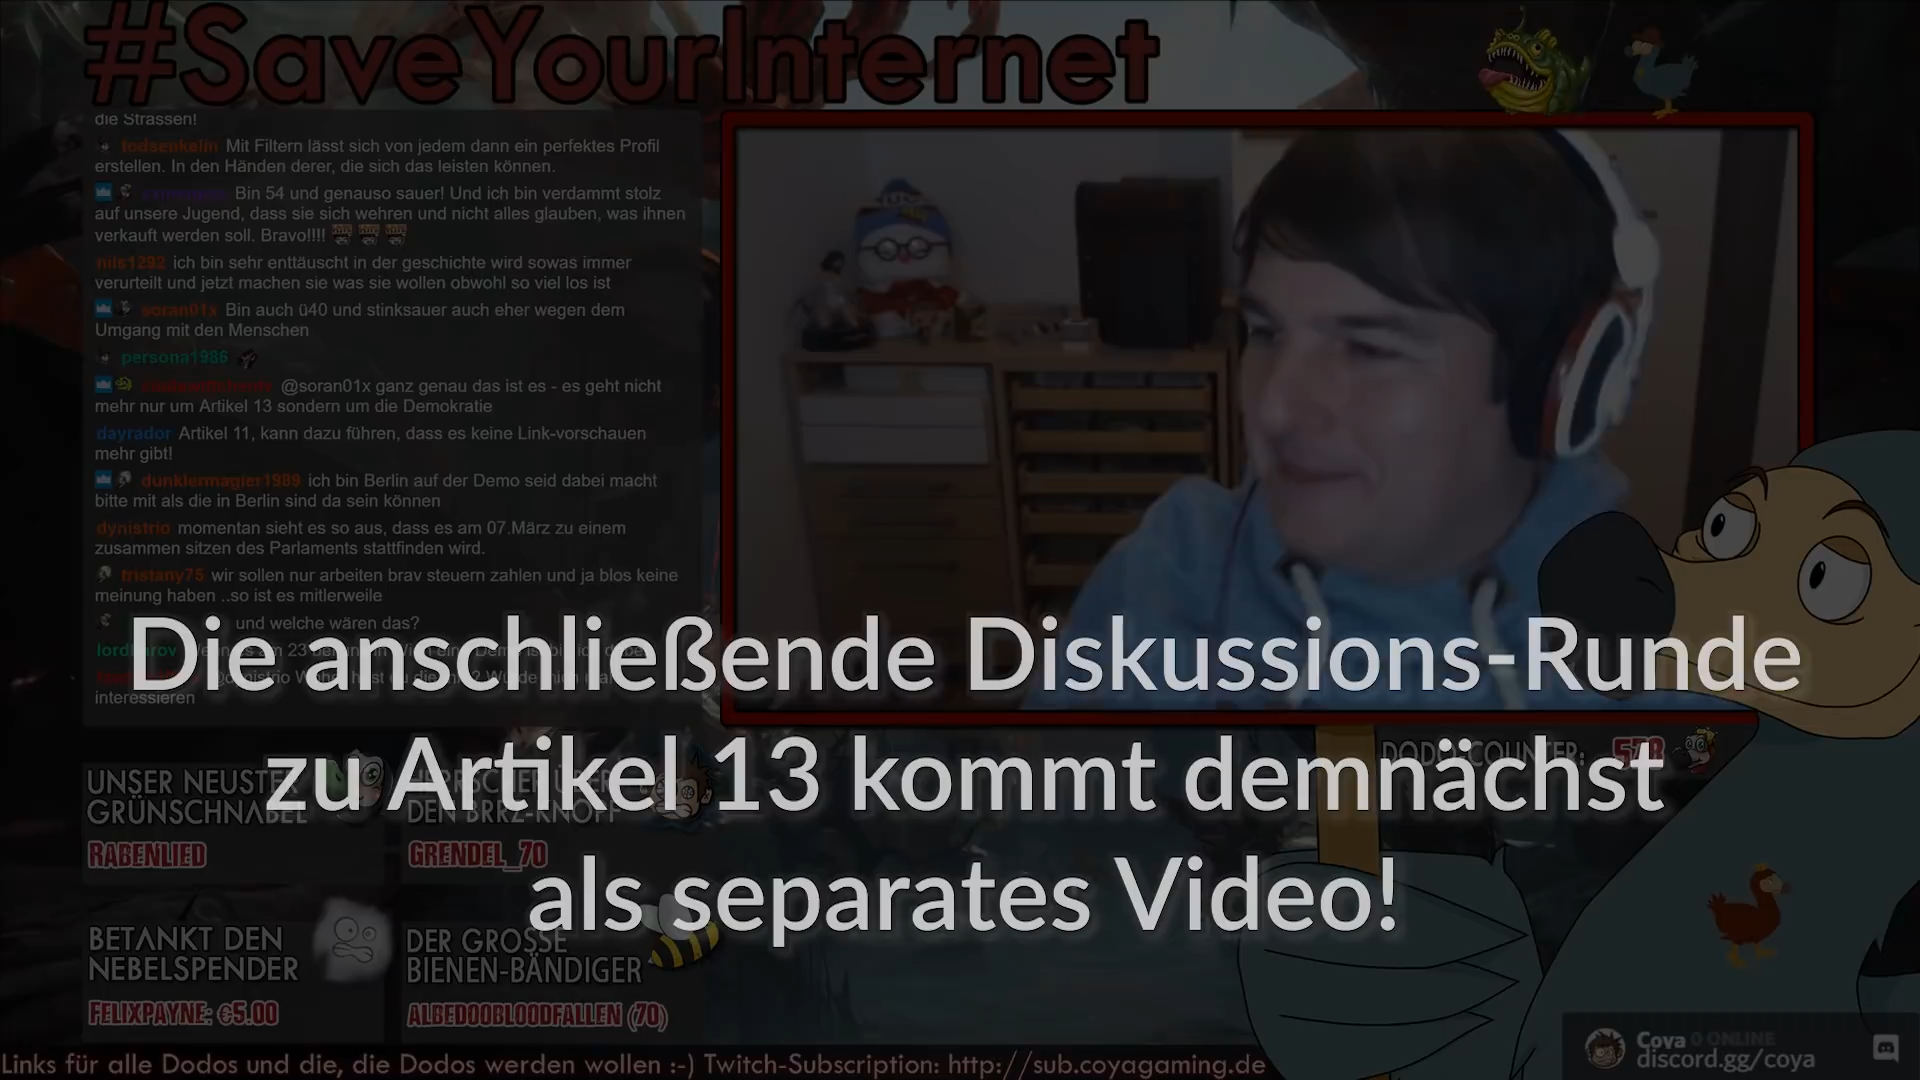 #SaveYourInternet
die Strassen!
todsenkelin Mit Filtern lässt sich von jedem dann ein perfektes Profil
erstellen. In den Händen derer, die sich das leisten können.
Bin 54 und genauso sauer! Und ich bin verdammt stolz
auf unsere Jugend, dass sie sich wehren und nicht alles glauben, was ihnen
verkauft werden soll. Bravo!!!!
nils1292 ich bin sehr enttäuscht in der geschichte wird sowas immer
verurteilt und jetzt machen sie was sie wollen obwohl so viel los ist
soran01x Bin auch ü40 und stinksauer auch eher wegen dem
Umgang mit den Menschen
persona1986
@soran01x ganz genau das ist es - es geht nicht
mehr nur um Artikel 13 sondern um die Demokratie
dayrador Artikel 11, kann dazu führen, dass es keine Link-vorschauen
mehr gibt!
dunklermagier1989 ich bin Berlin auf der Demo seid dabei macht
bitte mit als die in Berlin sind da sein können
dynistrio momentan sieht es so aus, dass es am 07.März zu einem
zusammen sitzen des Parlaments stattfinden wird.
tristany75 wir sollen nur arbeiten brav steuern zahlen und ja blos keine
meinung haben ..so ist es mitlerweile
und welche wären das?
interessieren
Die anschließende Diskussions-Runde
zu Artikel 13 kommt demnächst
als separates Video!
DODO-COUNTER: 578
UNSER NEUSTER
GRÜNSCHNABEL
RABENLIED
HERRSCHER ÜBER
DEN BRRZ-KNOFF
GRENDEL_70
BETANKT DEN
NEBELSPENDER
FELIXPAYNE: €5.00
DER GROSSE
BIENEN-BÄNDIGER
ALBEDOOBLOODFALLEN (70)
Coya 0 ONLINE
discord.gg/coya
Links für alle Dodos und die, die Dodos werden wollen :-) Twitch-Subscription: http://sub.coyagaming.de